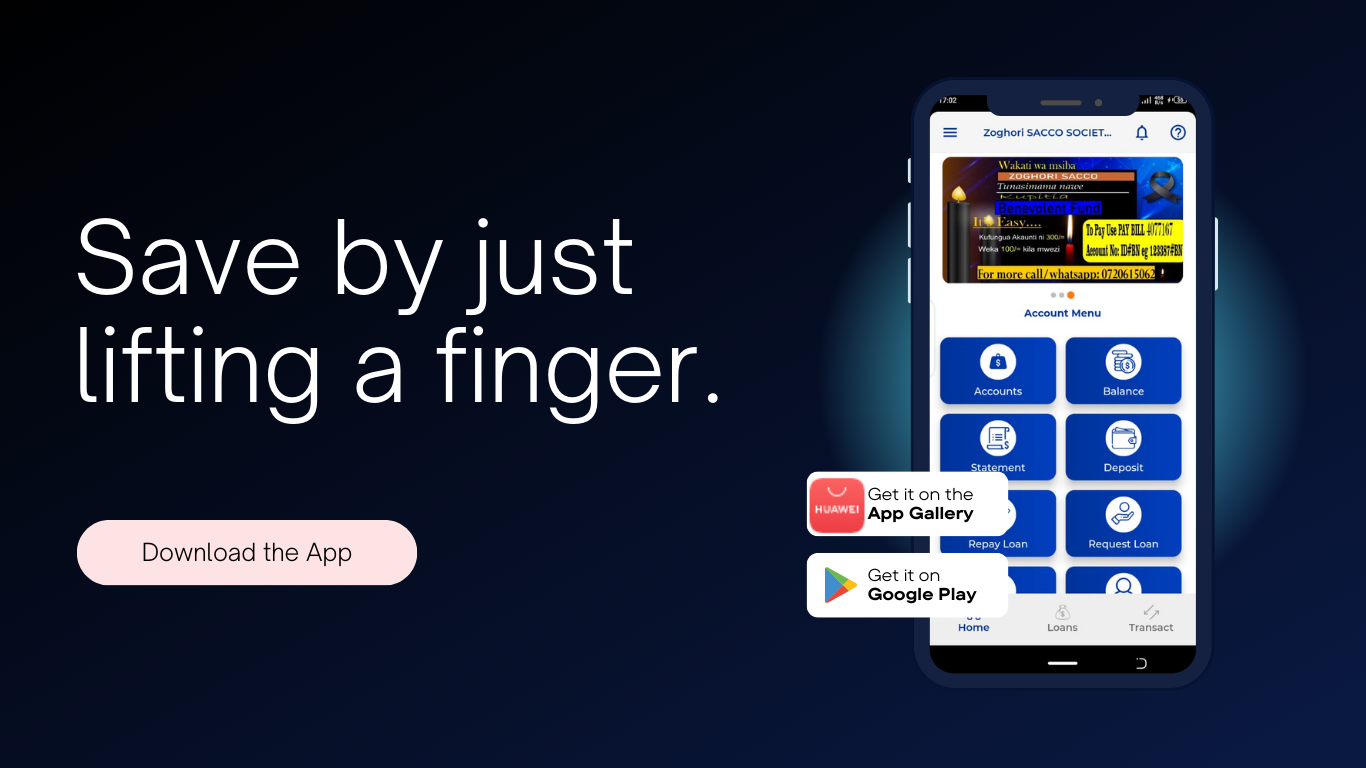 Save by just
lifting a finger.
Download the App
17:02
Zoghori SACCO SOCIET...
Wakati wa msiba
ZOGHORI SACCO
Tunasimama nawe
Kupitia
Benevolent Fund
It's Easy....
Kufungua Akaunti ni 300/=
Weka 100/= kila mwezi
To Pay Use PAY BILL 4077167
Account No: ID#BN eg 123387#BN
For more call/whatsapp: 0720615062
Account Menu
Accounts
Balance
Statement
Deposit
HUAWEI
Get it on the
App Gallery
Repay Loan
Request Loan
Get it on
Google Play
Home
Loans
Transact